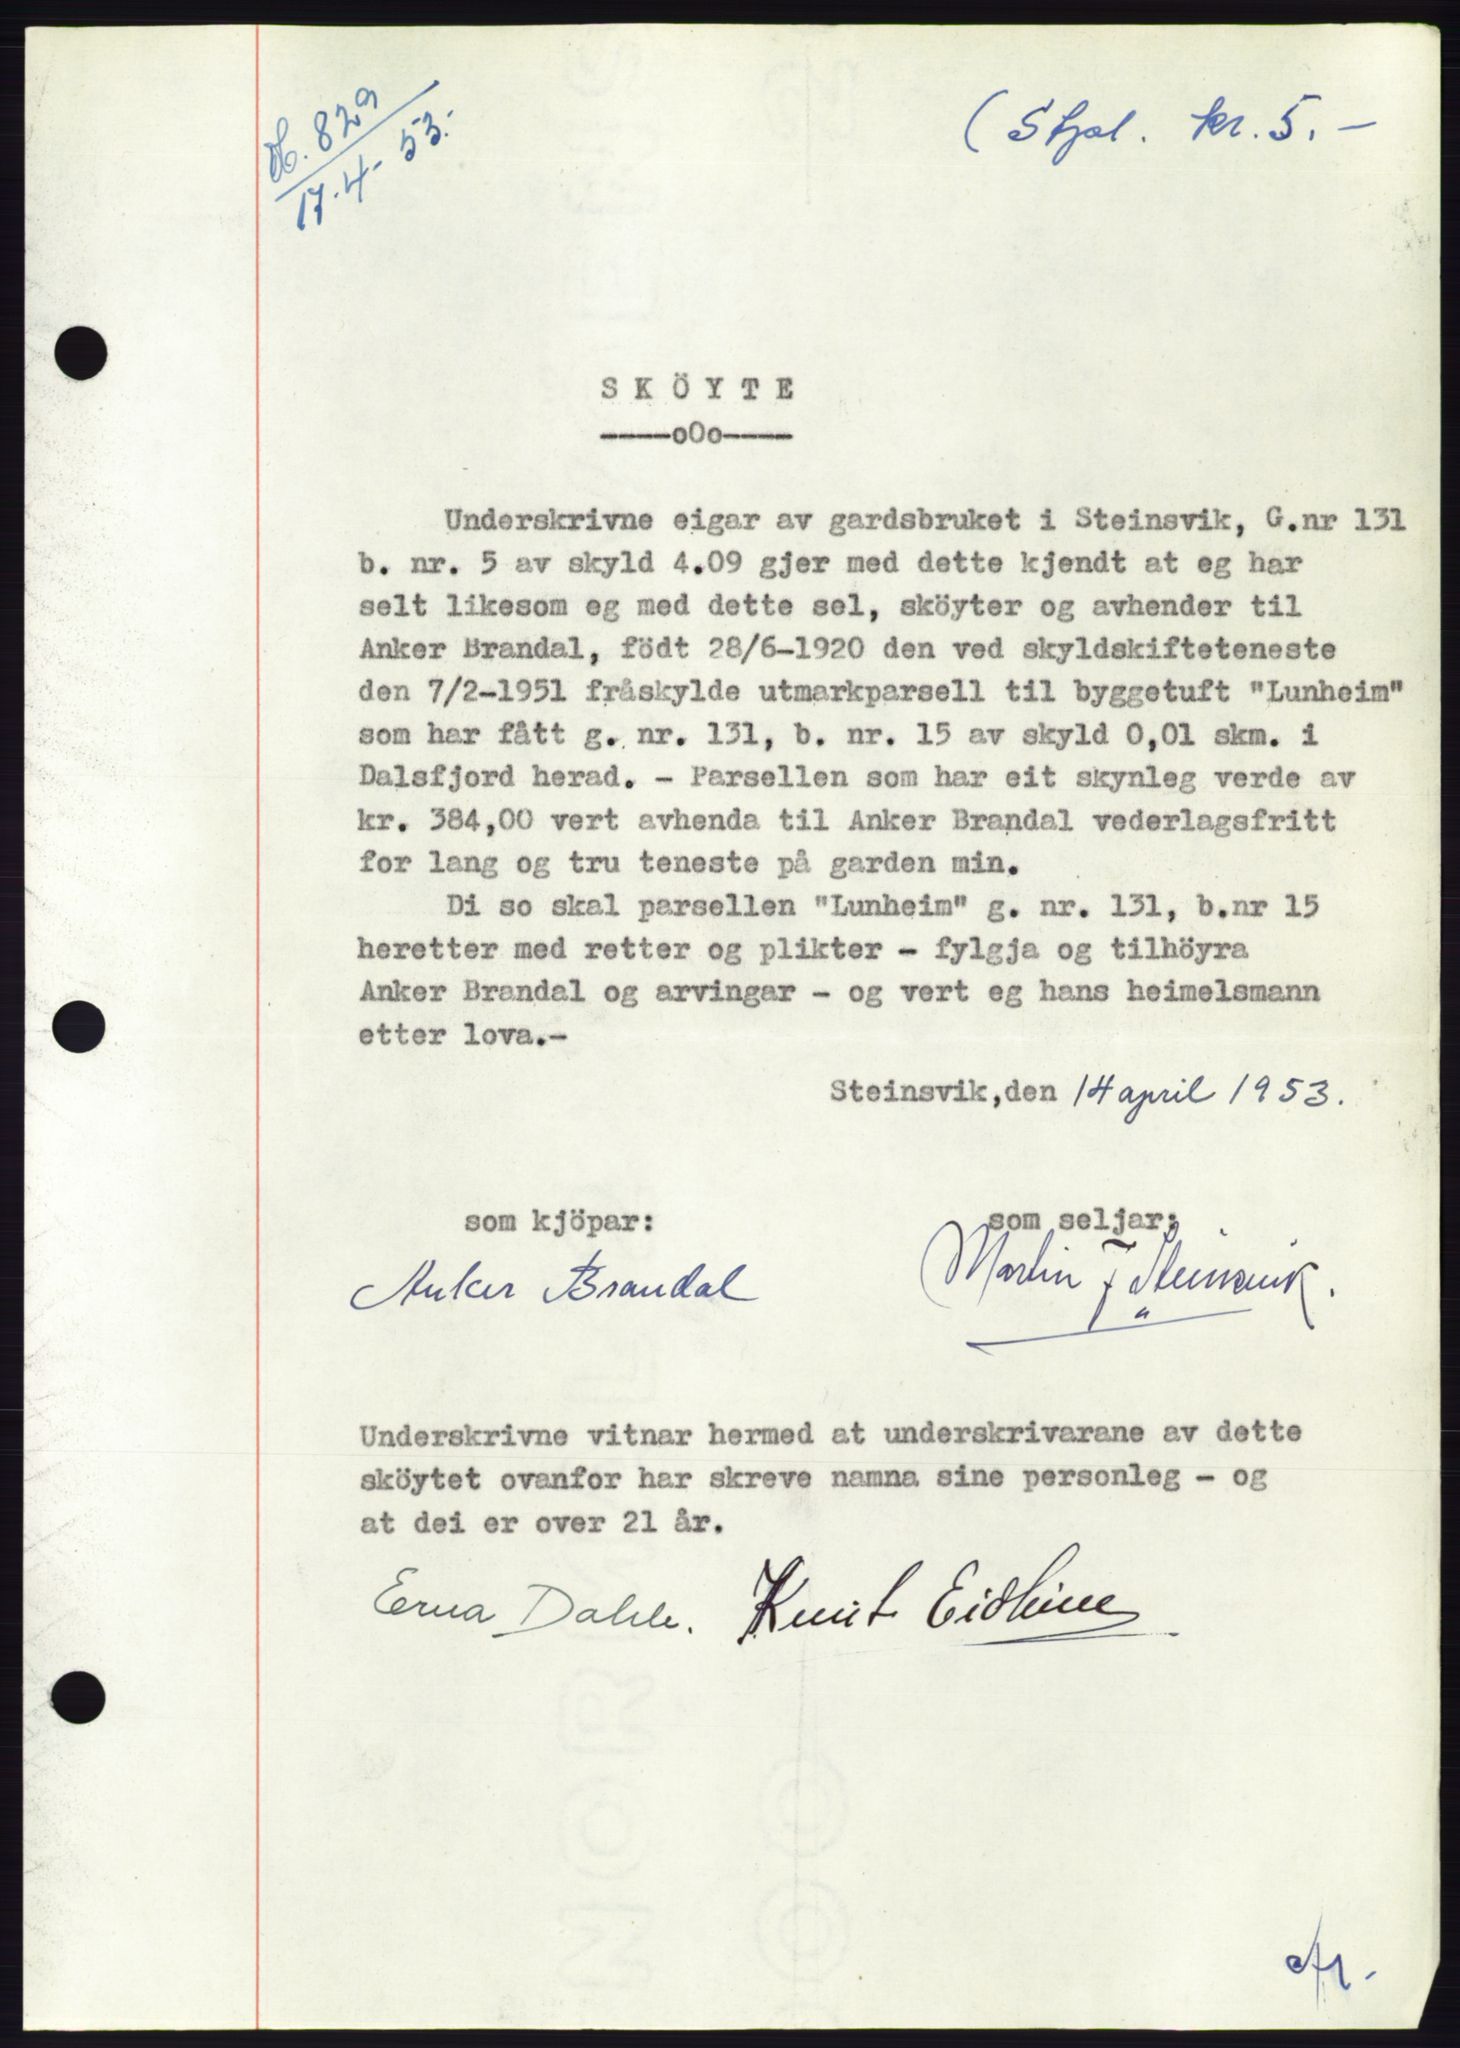 829
17.4-53.-
kr. 5.-
SKÖYTE
----oOo----
Underskrivne eigar av gardsbruket i Steinsvik, G.nr 131
b. nr. 5 av skyld 4.09 gjer med dette kjendt at eg har
selt likesom eg med dette sel, sköyter og avhender til
Anker Brandal, födt 28/6-1920 den ved skyldskifteteneste
den 7/2-1951 fråskylde utmarkparsell til byggetuft "Lunheim"
som har fått g. nr. 131, b. nr. 15 av skyld 0,01 skm. i
Dalsfjord herad. - Parsellen som har eit skynleg verde av
kr. 384,00 vert avhenda til Anker Brandal vederlagsfritt
for lang og tru teneste på garden min.
Di so skal parsellen "Lunheim" g. nr. 131, b.nr 15
heretter med retter og plikter - fylgja og tilhöyra
Anker Brandal og arvingar - og vert eg hans heimelsmann
etter lova.-
Steinsvik,den 14 april 1953.
som kjöpar: som seljar:
Anker Brandal Martin F Steinsvik.
Underskrivne vitnar hermed at underskrivarane av dette
sköytet ovanfor har skreve namna sine personleg - og
at dei er over 21 år.
Erna Dahle. Knut Eidheim